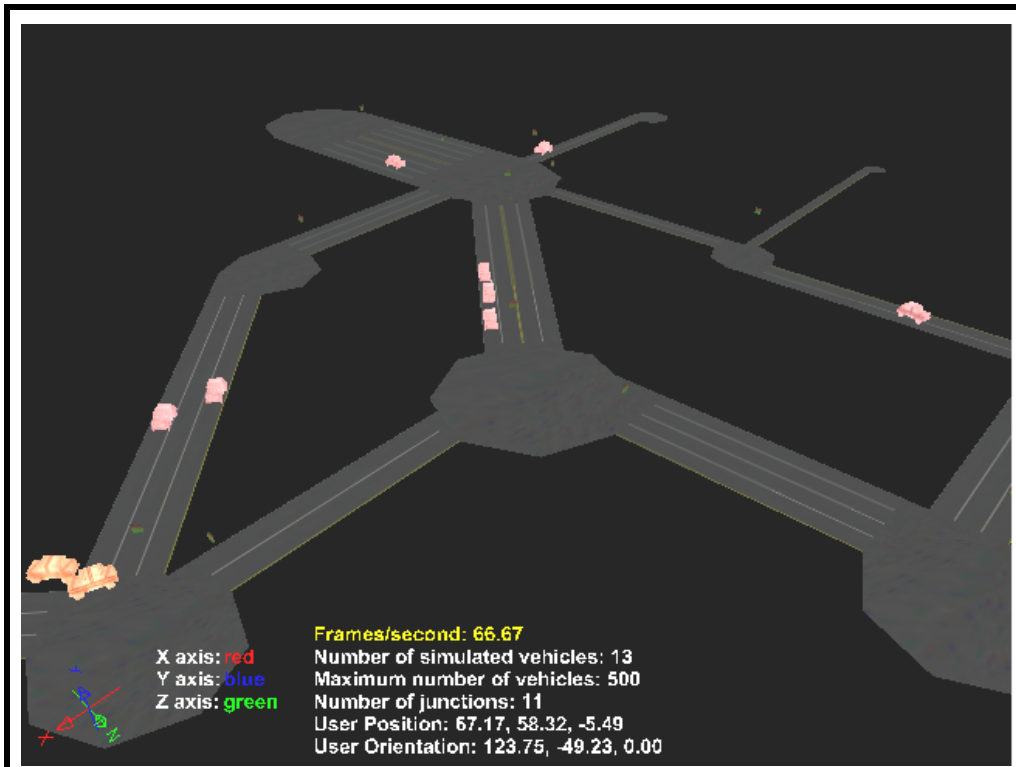 Frames/second: 66.67
X axis: red
Number of simulated vehicles: 13
Y axis: blue
Maximum number of vehicles: 500
Z axis: green
Number of junctions: 11
User Position: 67.17, 58.32, -5.49
User Orientation: 123.75, -49.23, 0.00
X
Y
N